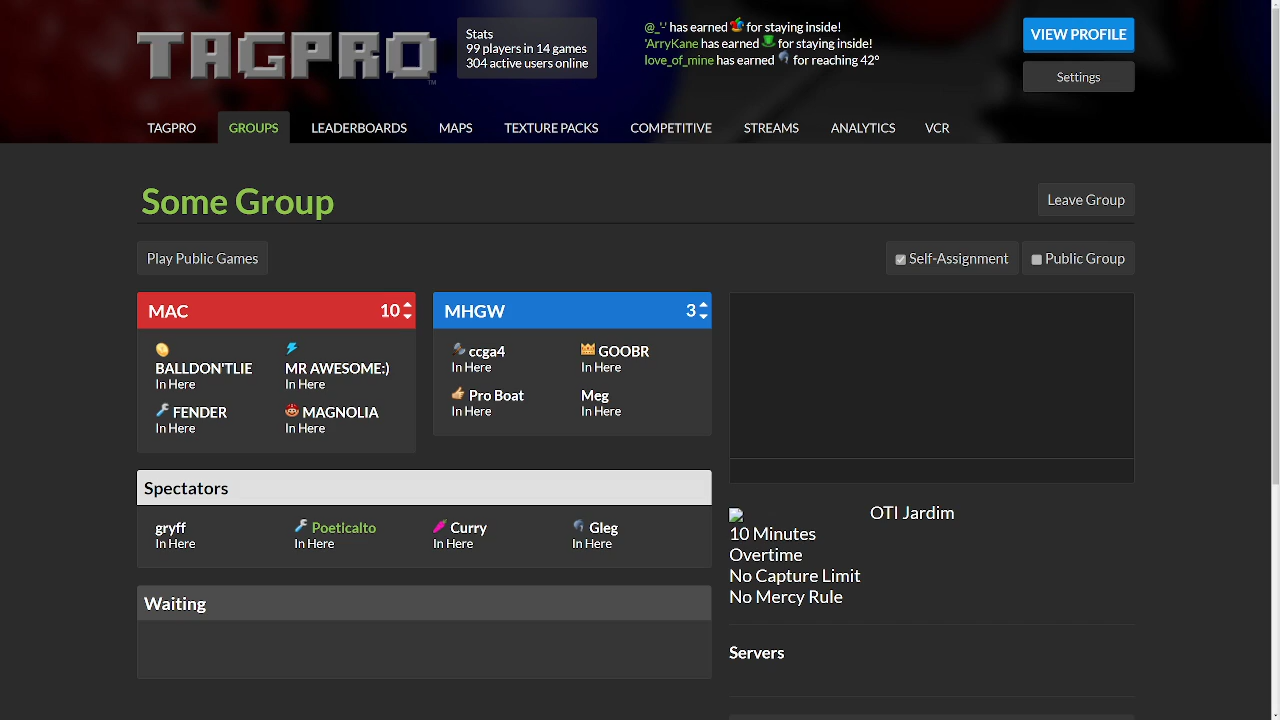 TAGPRO
TM
Stats
99 players in 14 games
304 active users online
@_'-' has earned for staying inside!
'ArryKane has earned for staying inside!
love_of_mine has earned for reaching 42°
VIEW PROFILE
Settings
TAGPRO GROUPS LEADERBOARDS MAPS TEXTURE PACKS COMPETITIVE STREAMS ANALYTICS VCR
Some Group
Leave Group
Play Public Games
Self-Assignment
Public Group
MAC 10
BALLDON'TLIE
In Here
MR AWESOME:)
In Here
FENDER
In Here
MAGNOLIA
In Here
MHGW 3
ccga4
In Here
GOOBR
In Here
Pro Boat
In Here
Meg
In Here
Spectators
gryff
In Here
Poeticalto
In Here
Curry
In Here
Gleg
In Here
Waiting
OTI Jardim
10 Minutes
Overtime
No Capture Limit
No Mercy Rule
Servers